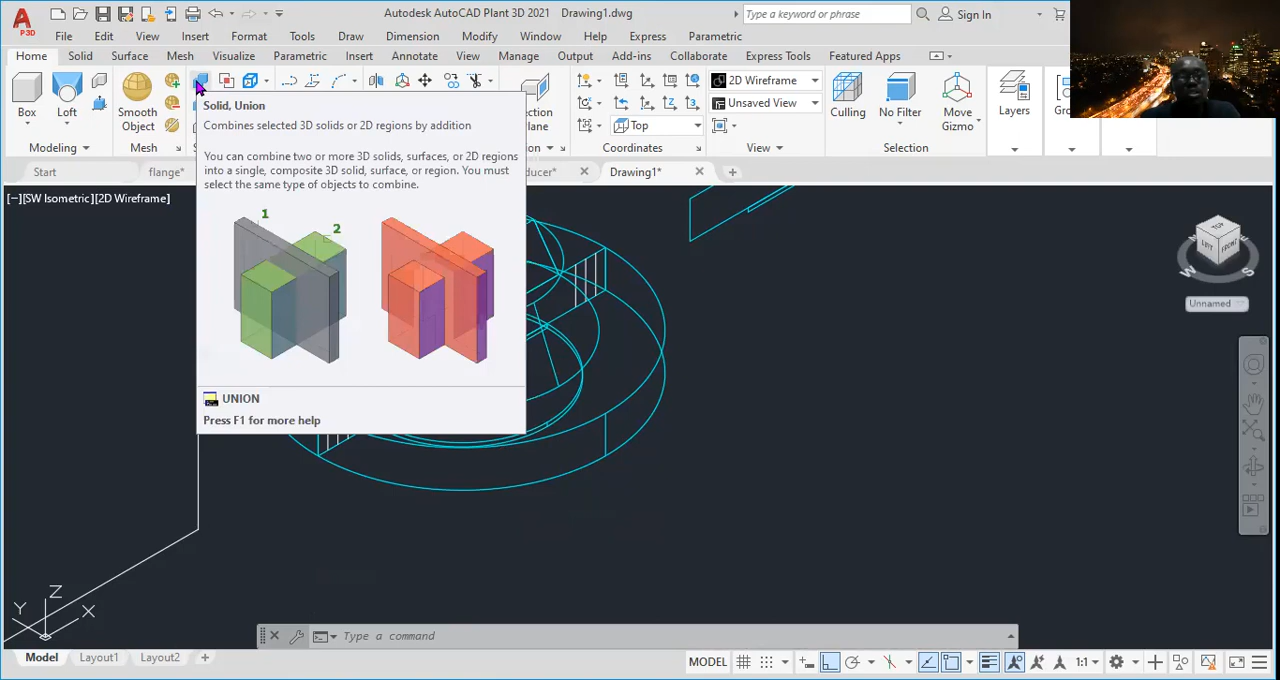 Autodesk AutoCAD Plant 3D 2021 Drawing1.dwg
Type a keyword or phrase
Sign In
P3D
File Edit View Insert Format Tools Draw Dimension Modify Window Help Express Parametric
Home Solid Surface Mesh Visualize Parametric Insert Annotate View Manage Output Add-ins Collaborate Express Tools Featured Apps
Box
Loft
Smooth
Object
2D Wireframe
Unsaved View
Top
Culling
No Filter
Move
Gizmo
Layers
Modeling
Mesh
Coordinates
View
Selection
Start
flange*
Drawing1*
Solid, Union
Combines selected 3D solids or 2D regions by addition
You can combine two or more 3D solids, surfaces, or 2D regions
into a single, composite 3D solid, surface, or region. You must
select the same type of objects to combine.
1
2
UNION
Press F1 for more help
[−][SW Isometric][2D Wireframe]
TOP
LEFT
FRONT
W
S
Unnamed
Z
Y
X
Type a command
Model Layout1 Layout2
MODEL
1:1